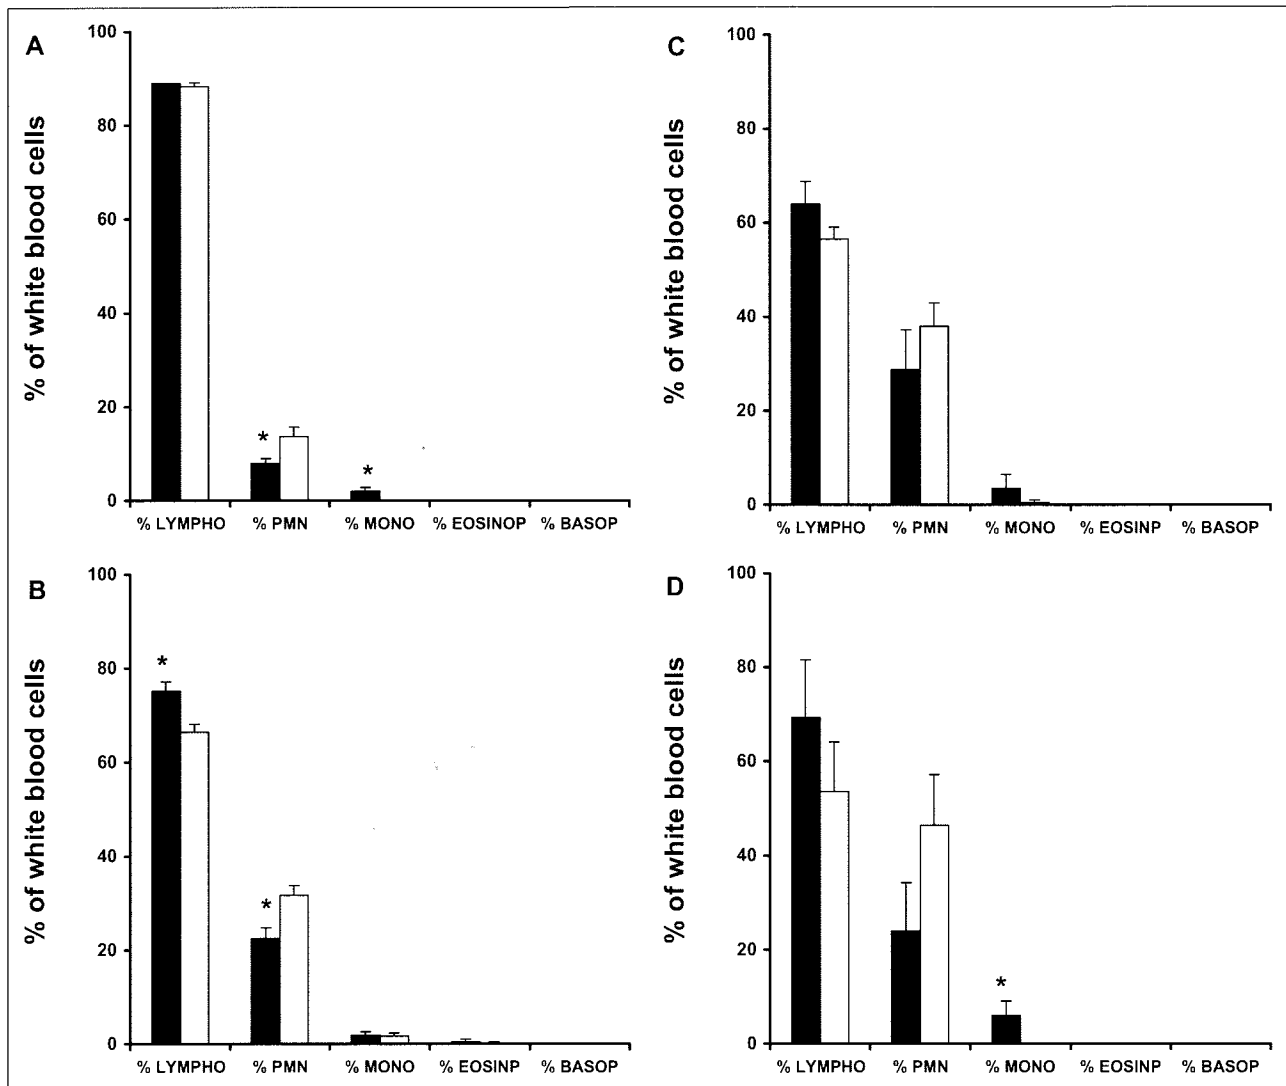 A
% of white blood cells
100
80
60
40
20
0
*
*
% LYMPHO % PMN % MONO % EOSINOP % BASOP
C
% of white blood cells
100
80
60
40
20
0
% LYMPHO % PMN % MONO % EOSINP % BASOP
B
% of white blood cells
100
80
60
40
20
0
*
*
% LYMPHO % PMN % MONO % EOSINP % BASOP
D
% of white blood cells
100
80
60
40
20
0
*
% LYMPHO % PMN % MONO % EOSINP % BASOP